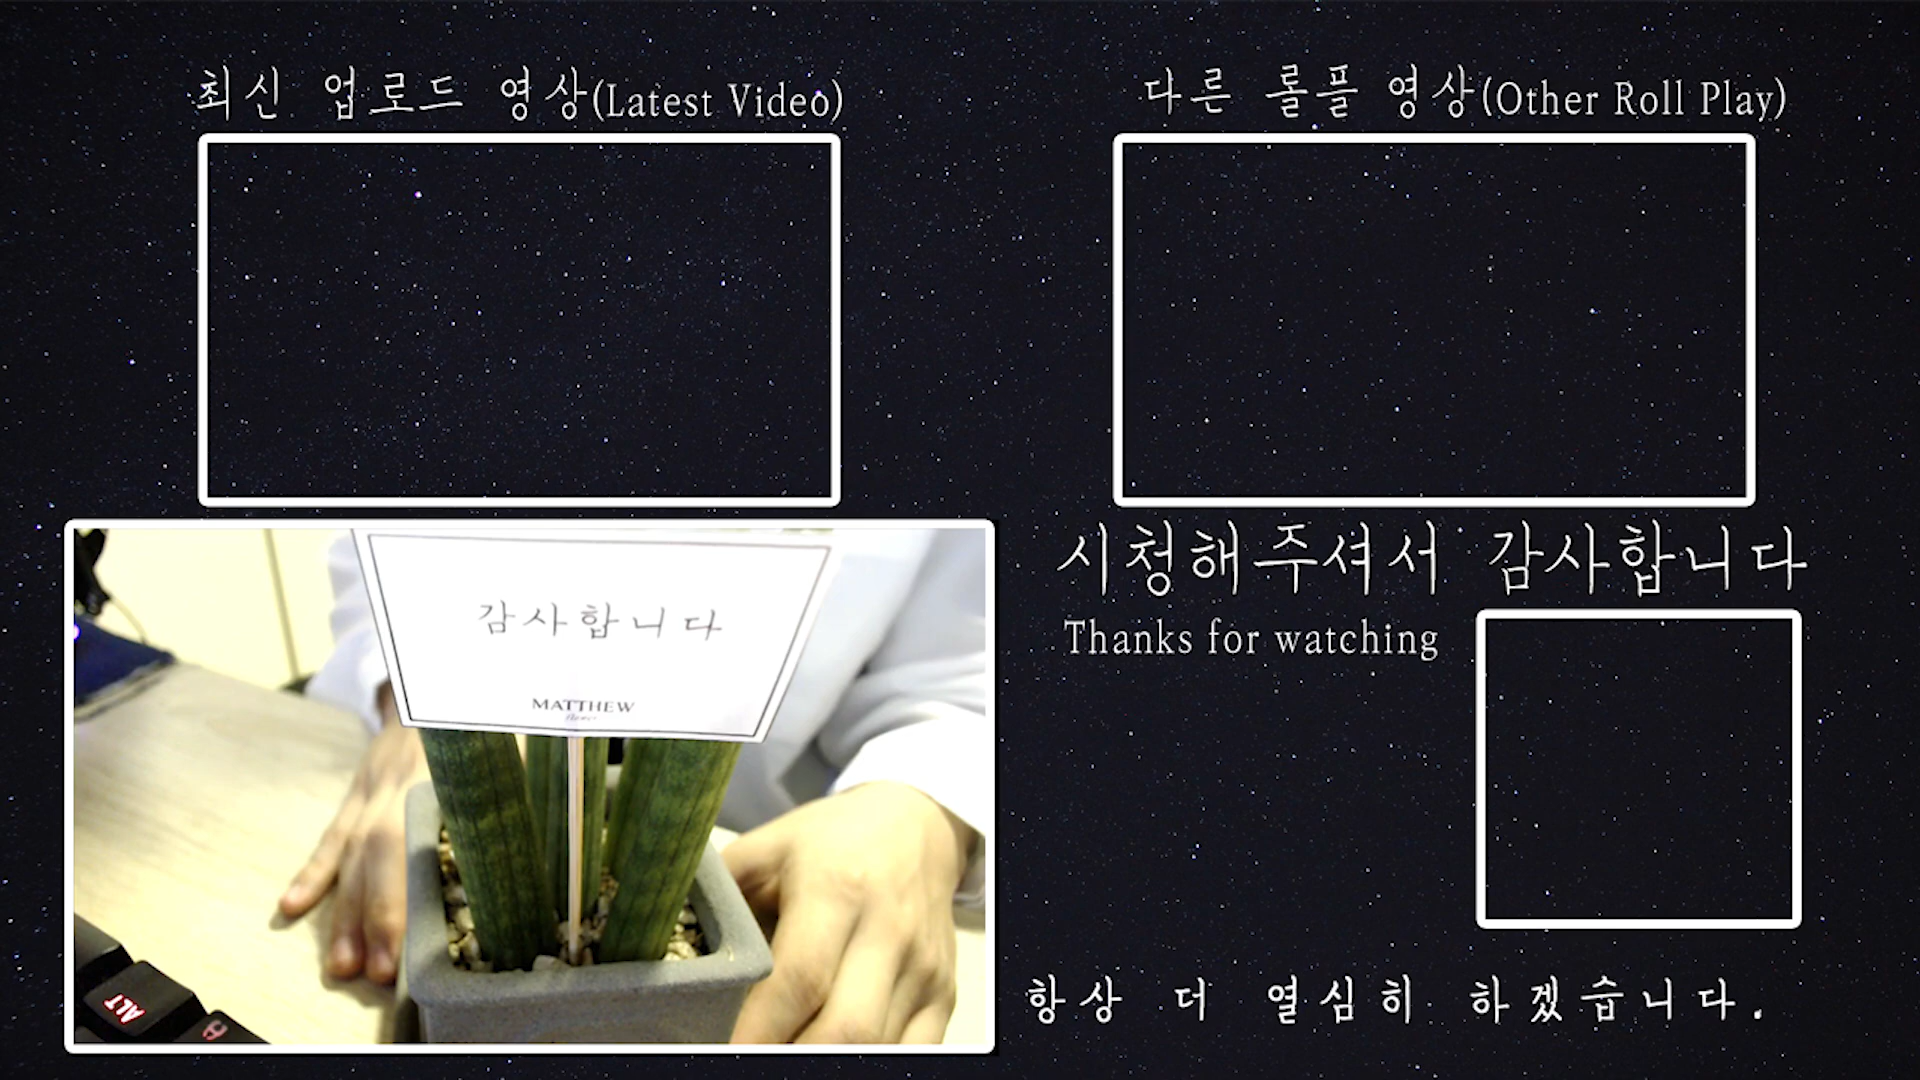 최신 업로드 영상(Latest Video)
다른 롤플 영상(Other Roll Play)
시청해주셔서 감사합니다
Thanks for watching
감사합니다
MATTHEW
flower
ALT
항상 더 열심히 하겠습니다.